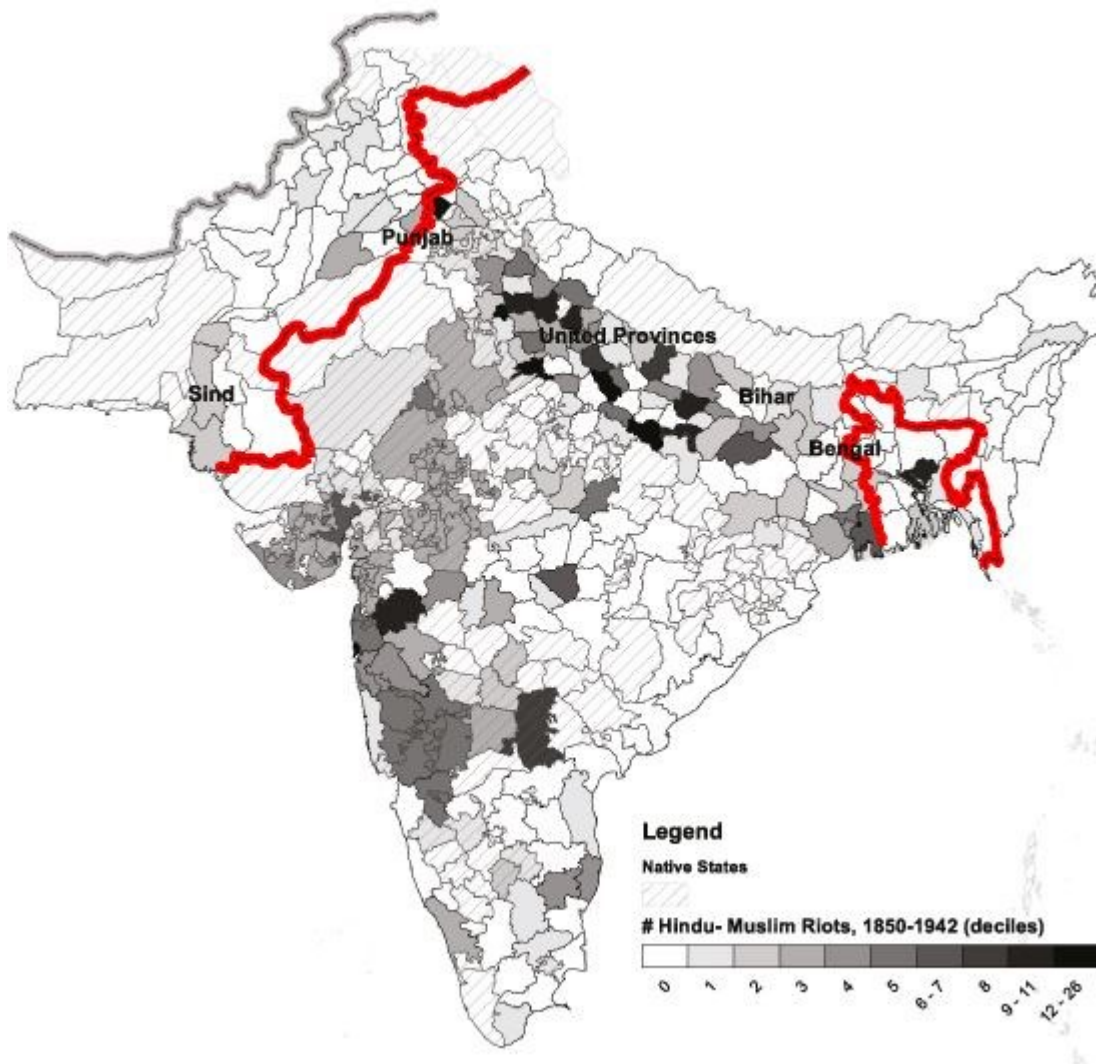 Punjab
United Provinces
Sind
Bihar
Bengal
Legend
Native States
# Hindu- Muslim Riots, 1850-1942 (deciles)
0 1 2 3 4 5 6 - 7 8 9 - 11 12 - 26